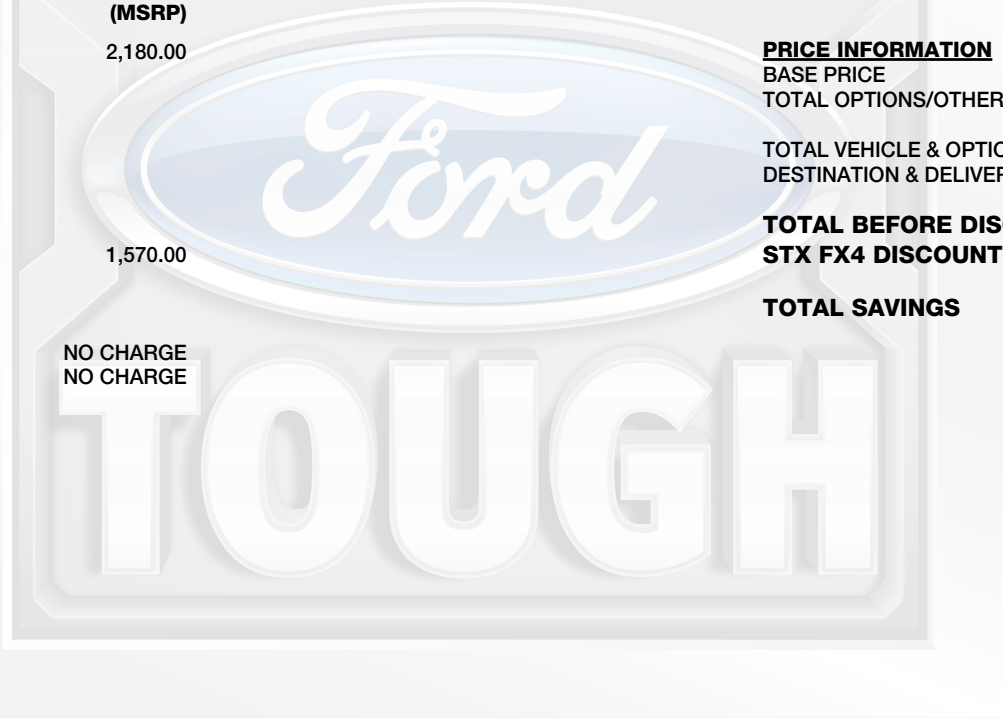 (MSRP)
2,180.00
1,570.00
NO CHARGE
NO CHARGE
PRICE INFORMATION
BASE PRICE
TOTAL OPTIONS/OTHER
TOTAL VEHICLE & OPTIO
DESTINATION & DELIVER
TOTAL BEFORE DISC
STX FX4 DISCOUNT
TOTAL SAVINGS
Ford
TOUGH